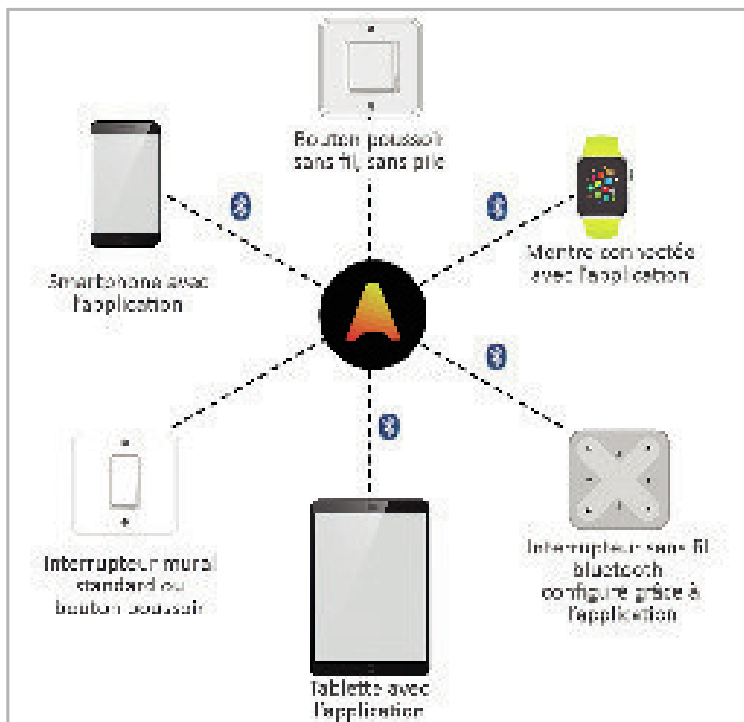 Bouton poussoir
sans fil, sans pile
Smartphone avec
l'application
Montre connectée
avec l'application
Interrupteur mural
standard ou
bouton poussoir
Interrupteur sans fil
bluetooth
configuré grâce à
l'application
Tablette avec
l'application